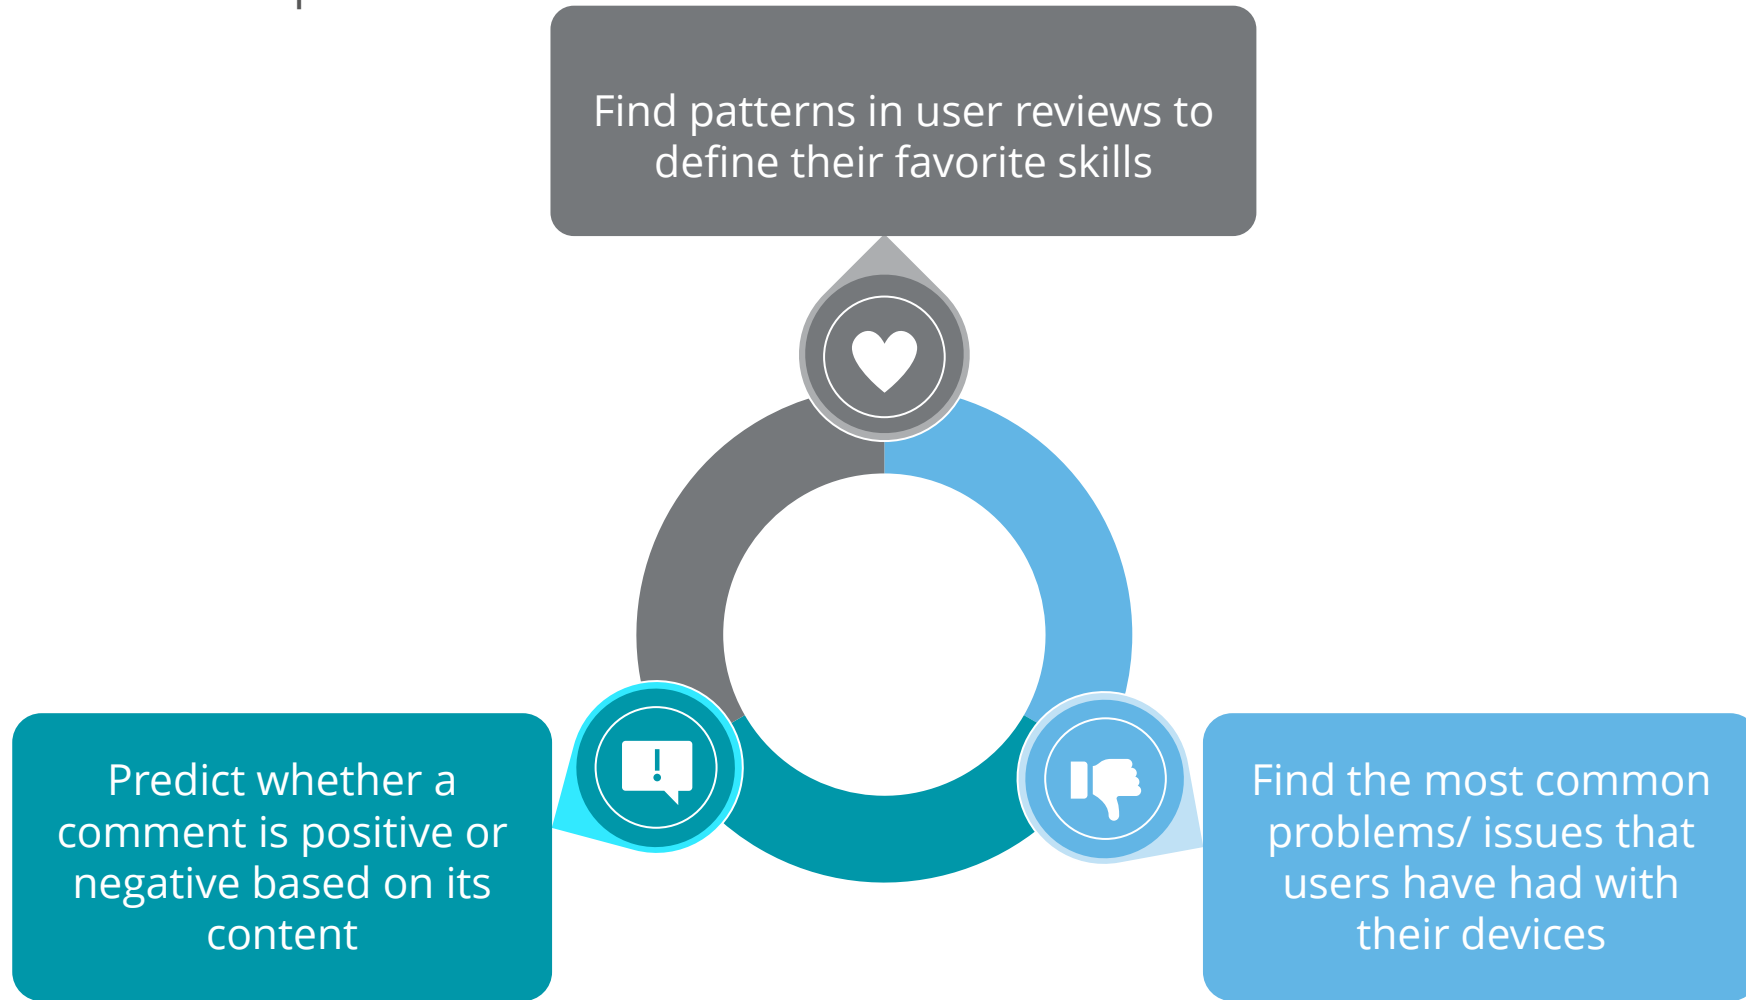 Find patterns in user reviews to
define their favorite skills
Predict whether a
comment is positive or
negative based on its
content
Find the most common
problems/ issues that
users have had with
their devices